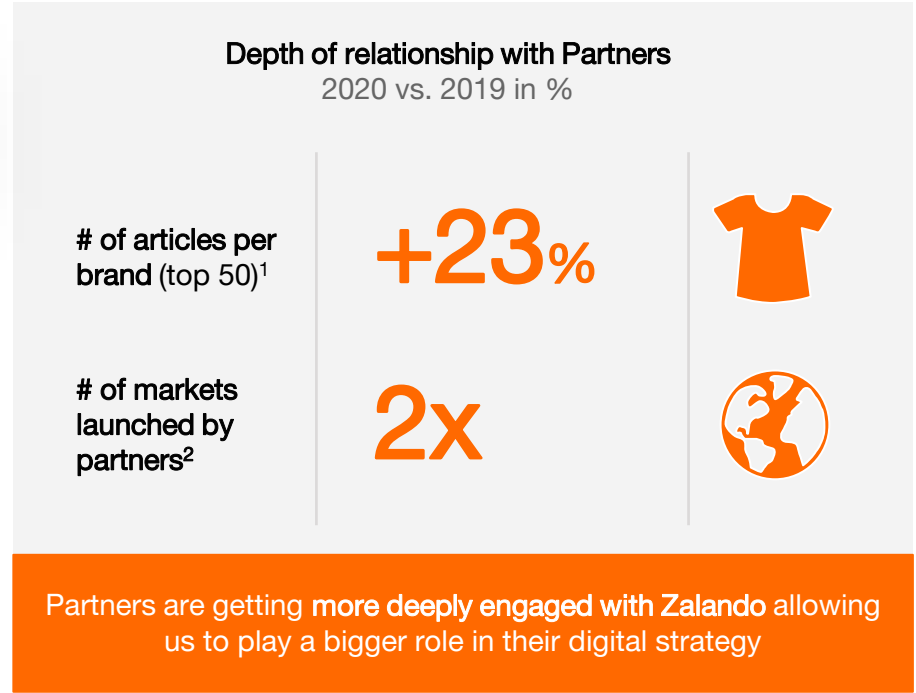 Depth of relationship with Partners
2020 vs. 2019 in %
# of articles per
brand (top 50)¹
+23%
# of markets
launched by
partners²
2x
Partners are getting more deeply engaged with Zalando allowing
us to play a bigger role in their digital strategy